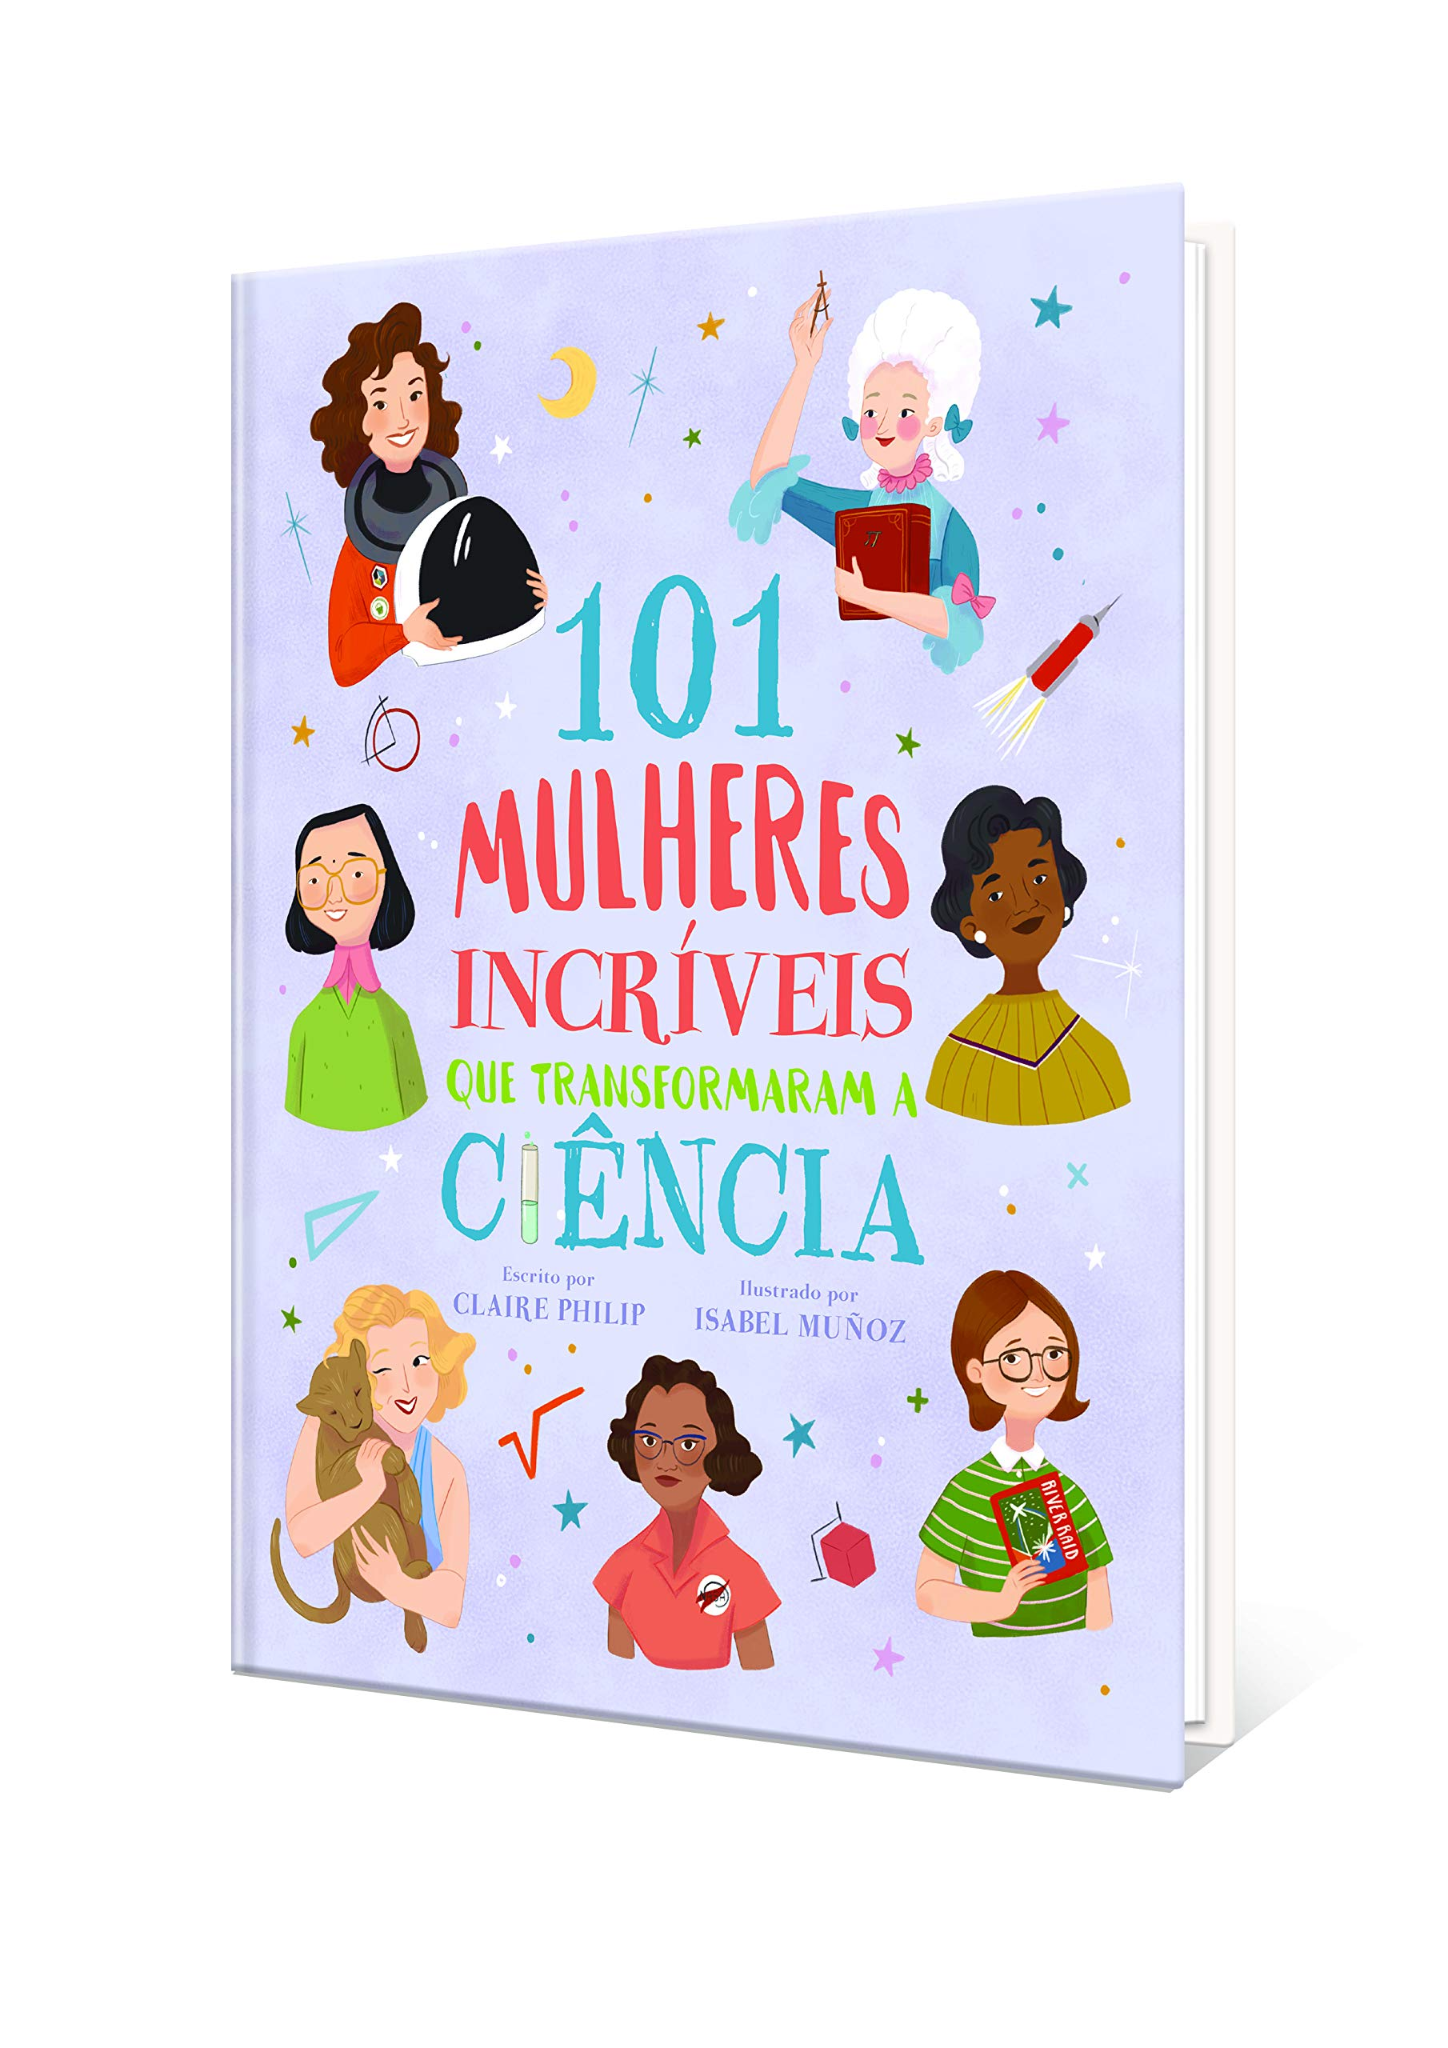 101
MULHERES
INCRÍVEIS
QUE TRANSFORMARAM A
CIÊNCIA
Escrito por
CLAIRE PHILIP
Ilustrado por
ISABEL MUÑOZ
RIVER RAID
π